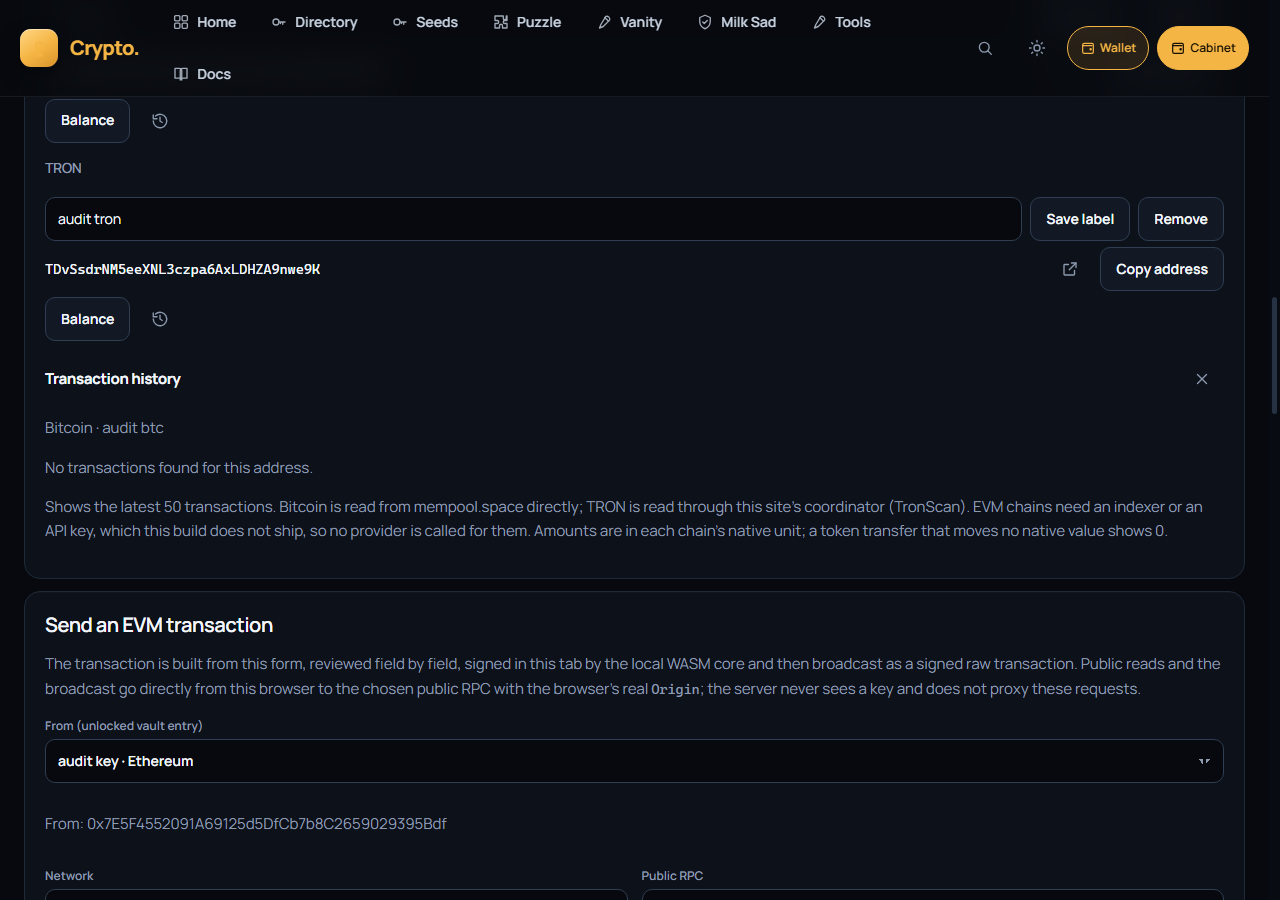 Crypto.
Home
Directory
Seeds
Puzzle
Vanity
Milk Sad
Tools
Docs
Wallet
Cabinet
Balance
TRON
audit tron
Save label
Remove
TDvSsdrNM5eeXNL3czpa6AxLDHZA9nwe9K
Copy address
Balance
Transaction history
Bitcoin · audit btc
No transactions found for this address.
Shows the latest 50 transactions. Bitcoin is read from mempool.space directly; TRON is read through this site's coordinator (TronScan). EVM chains need an indexer or an
API key, which this build does not ship, so no provider is called for them. Amounts are in each chain's native unit; a token transfer that moves no native value shows 0.
Send an EVM transaction
The transaction is built from this form, reviewed field by field, signed in this tab by the local WASM core and then broadcast as a signed raw transaction. Public reads and the
broadcast go directly from this browser to the chosen public RPC with the browser's real Origin; the server never sees a key and does not proxy these requests.
From (unlocked vault entry)
audit key · Ethereum
From: 0x7E5F4552091A69125d5DfCb7b8C2659029395Bdf
Network
Public RPC